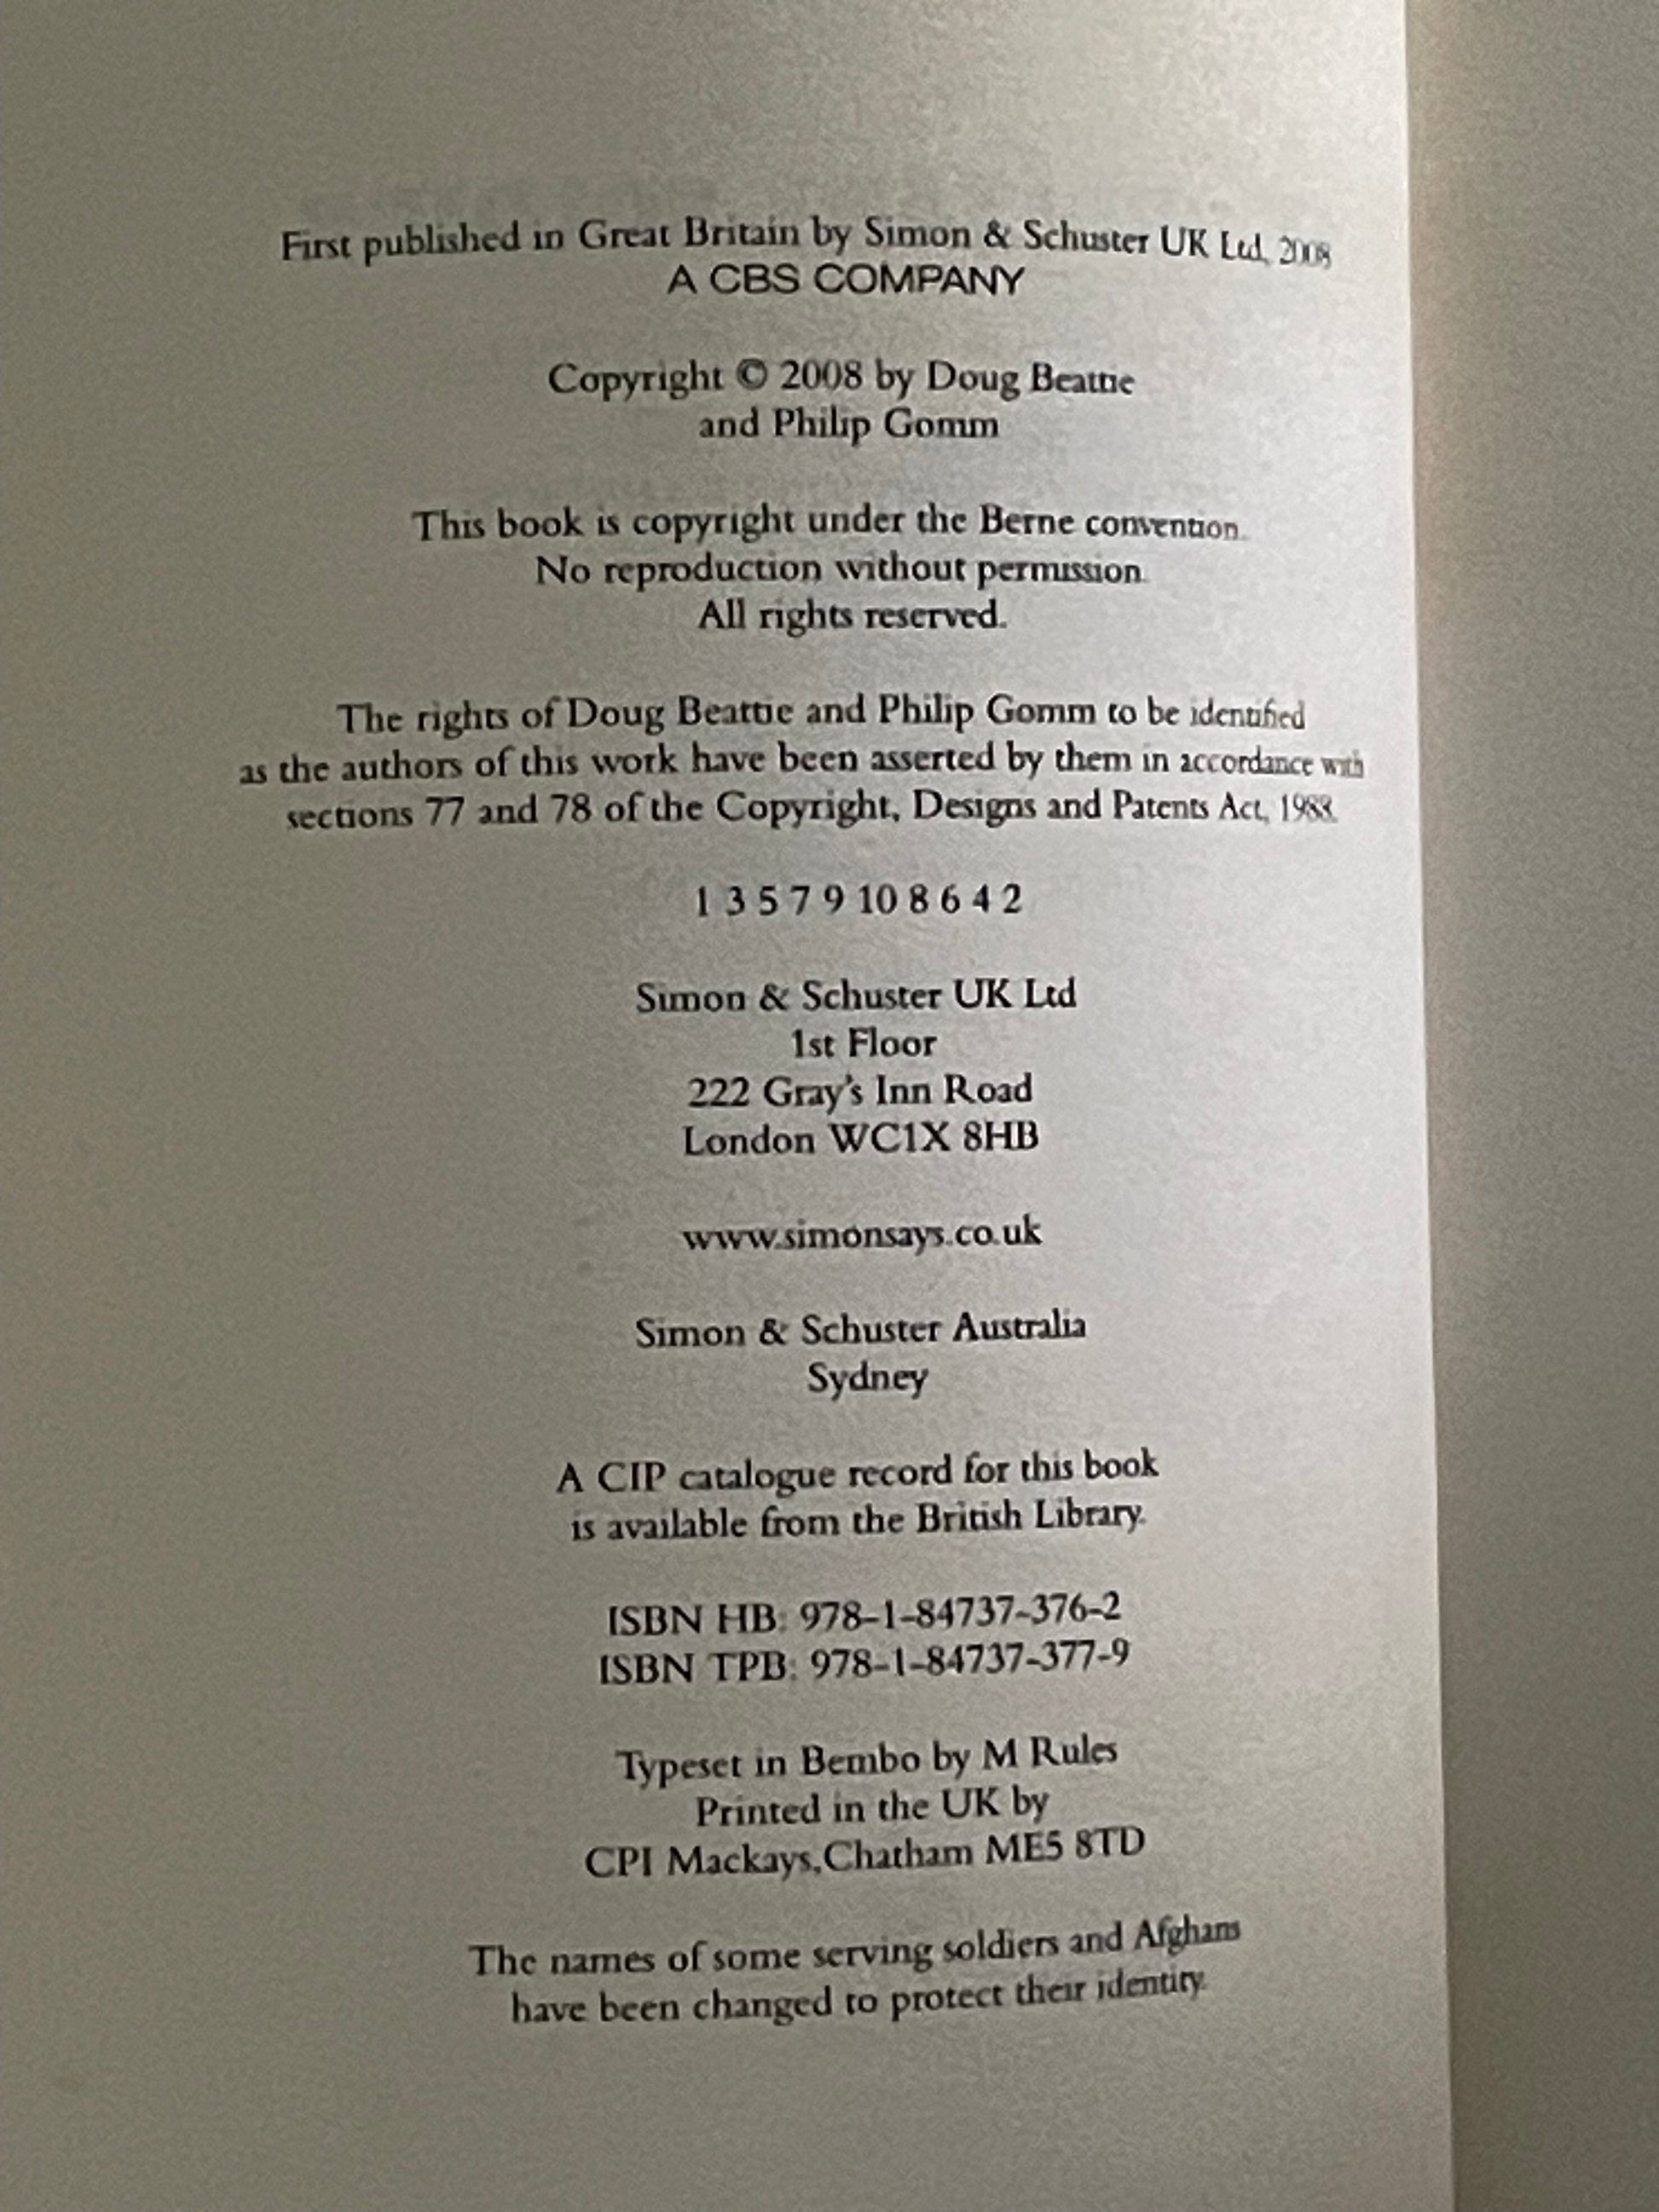 First published in Great Britain by Simon & Schuster UK Ltd, 2008
A CBS COMPANY
Copyright © 2008 by Doug Beattie
and Philip Gomm
This book is copyright under the Berne convention.
No reproduction without permission.
All rights reserved.
The rights of Doug Beattie and Philip Gomm to be identified
as the authors of this work have been asserted by them in accordance with
sections 77 and 78 of the Copyright, Designs and Patents Act, 1988.
1 3 5 7 9 10 8 6 4 2
Simon & Schuster UK Ltd
1st Floor
222 Gray's Inn Road
London WC1X 8HB
www.simonsays.co.uk
Simon & Schuster Australia
Sydney
A CIP catalogue record for this book
is available from the British Library.
ISBN HB: 978-1-84737-376-2
ISBN TPB: 978-1-84737-377-9
Typeset in Bembo by M Rules
Printed in the UK by
CPI Mackays,Chatham ME5 8TD
The names of some serving soldiers and Afghans
have been changed to protect their identity.